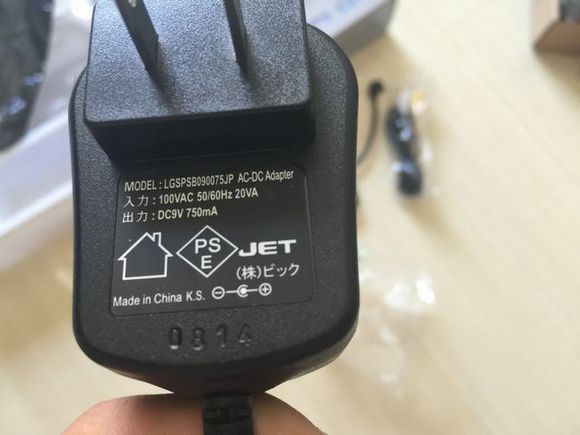 MODEL : LGSPSB090075JP AC-DC Adapter
入力 : 100VAC 50/60Hz 20VA
出力 : DC9V 750mA
PS
E
JET
(株)ビック
Made in China K.S.
0814